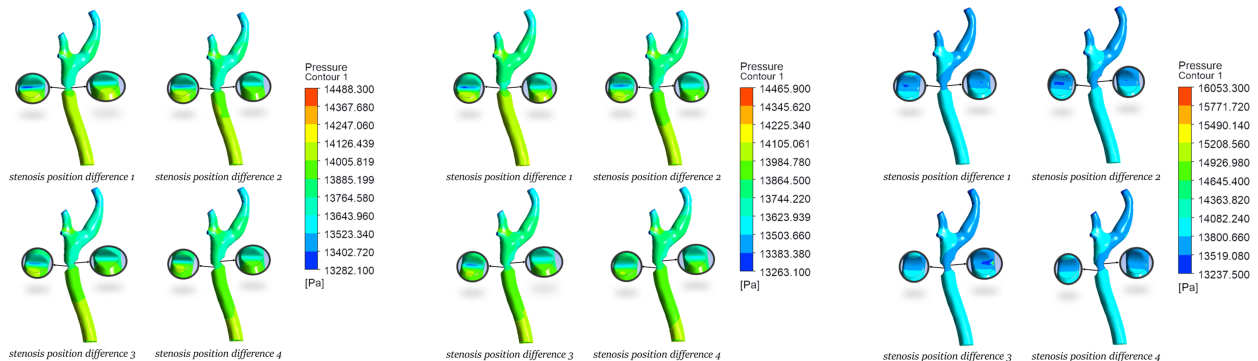 Pressure
Contour 1
14488.300
14367.680
14247.060
14126.439
14005.819
13885.199
13764.580
13643.960
13523.340
13402.720
13282.100
[Pa]
stenosis position difference 1
stenosis position difference 2
stenosis position difference 3
stenosis position difference 4
Pressure
Contour 1
14465.900
14345.620
14225.340
14105.061
13984.780
13864.500
13744.220
13623.939
13503.660
13383.380
13263.100
[Pa]
stenosis position difference 1
stenosis position difference 2
stenosis position difference 3
stenosis position difference 4
Pressure
Contour 1
16053.300
15771.720
15490.140
15208.560
14926.980
14645.400
14363.820
14082.240
13800.660
13519.080
13237.500
[Pa]
stenosis position difference 1
stenosis position difference 2
stenosis position difference 3
stenosis position difference 4